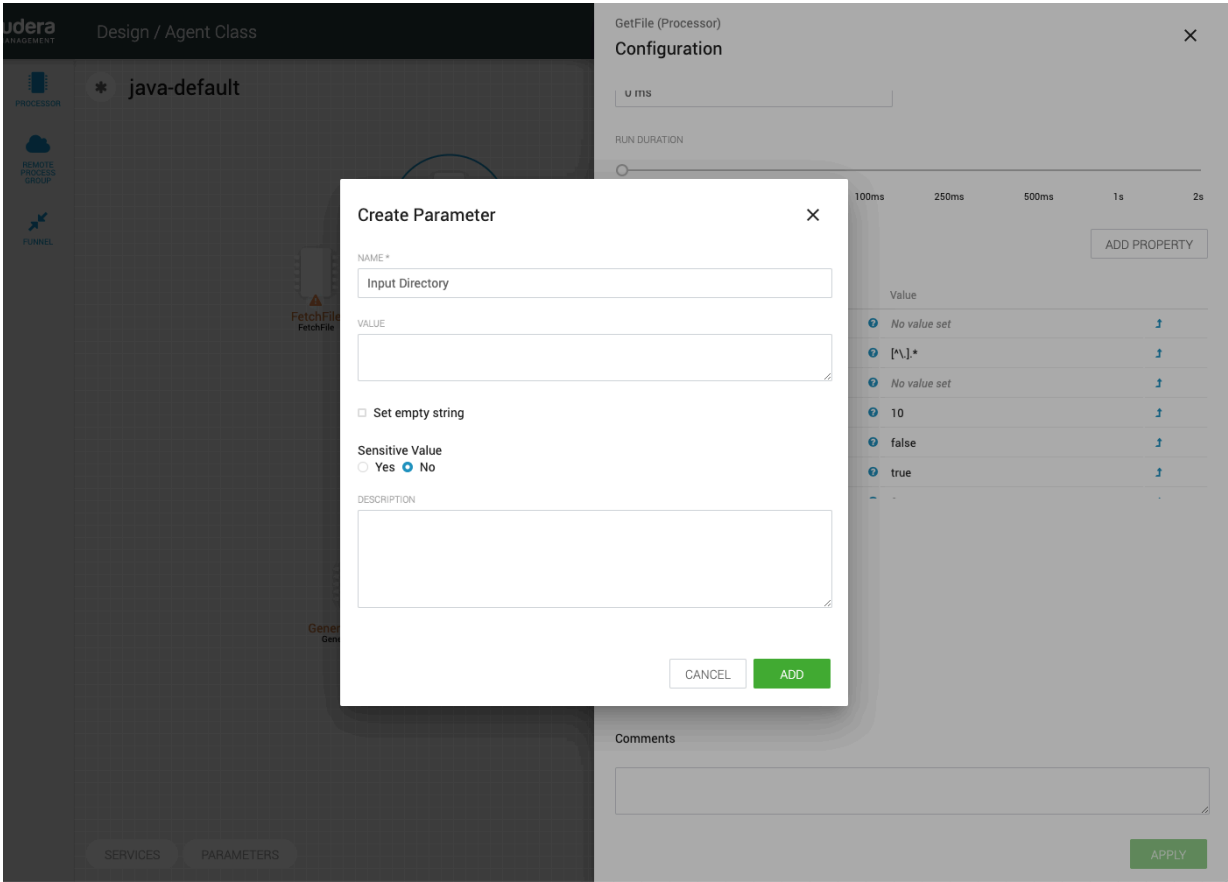 udera
MANAGEMENT
Design / Agent Class
java-default
PROCESSOR
REMOTE
PROCESS
GROUP
FUNNEL
FetchFile
FetchFile
Gener
Gene
SERVICES
PARAMETERS
GetFile (Processor)
Configuration
0 ms
RUN DURATION
100ms 250ms 500ms 1s 2s
ADD PROPERTY
Value
No value set
[^\.].*
No value set
10
false
true
Comments
APPLY
Create Parameter
NAME *
Input Directory
VALUE
Set empty string
Sensitive Value
Yes No
DESCRIPTION
CANCEL
ADD